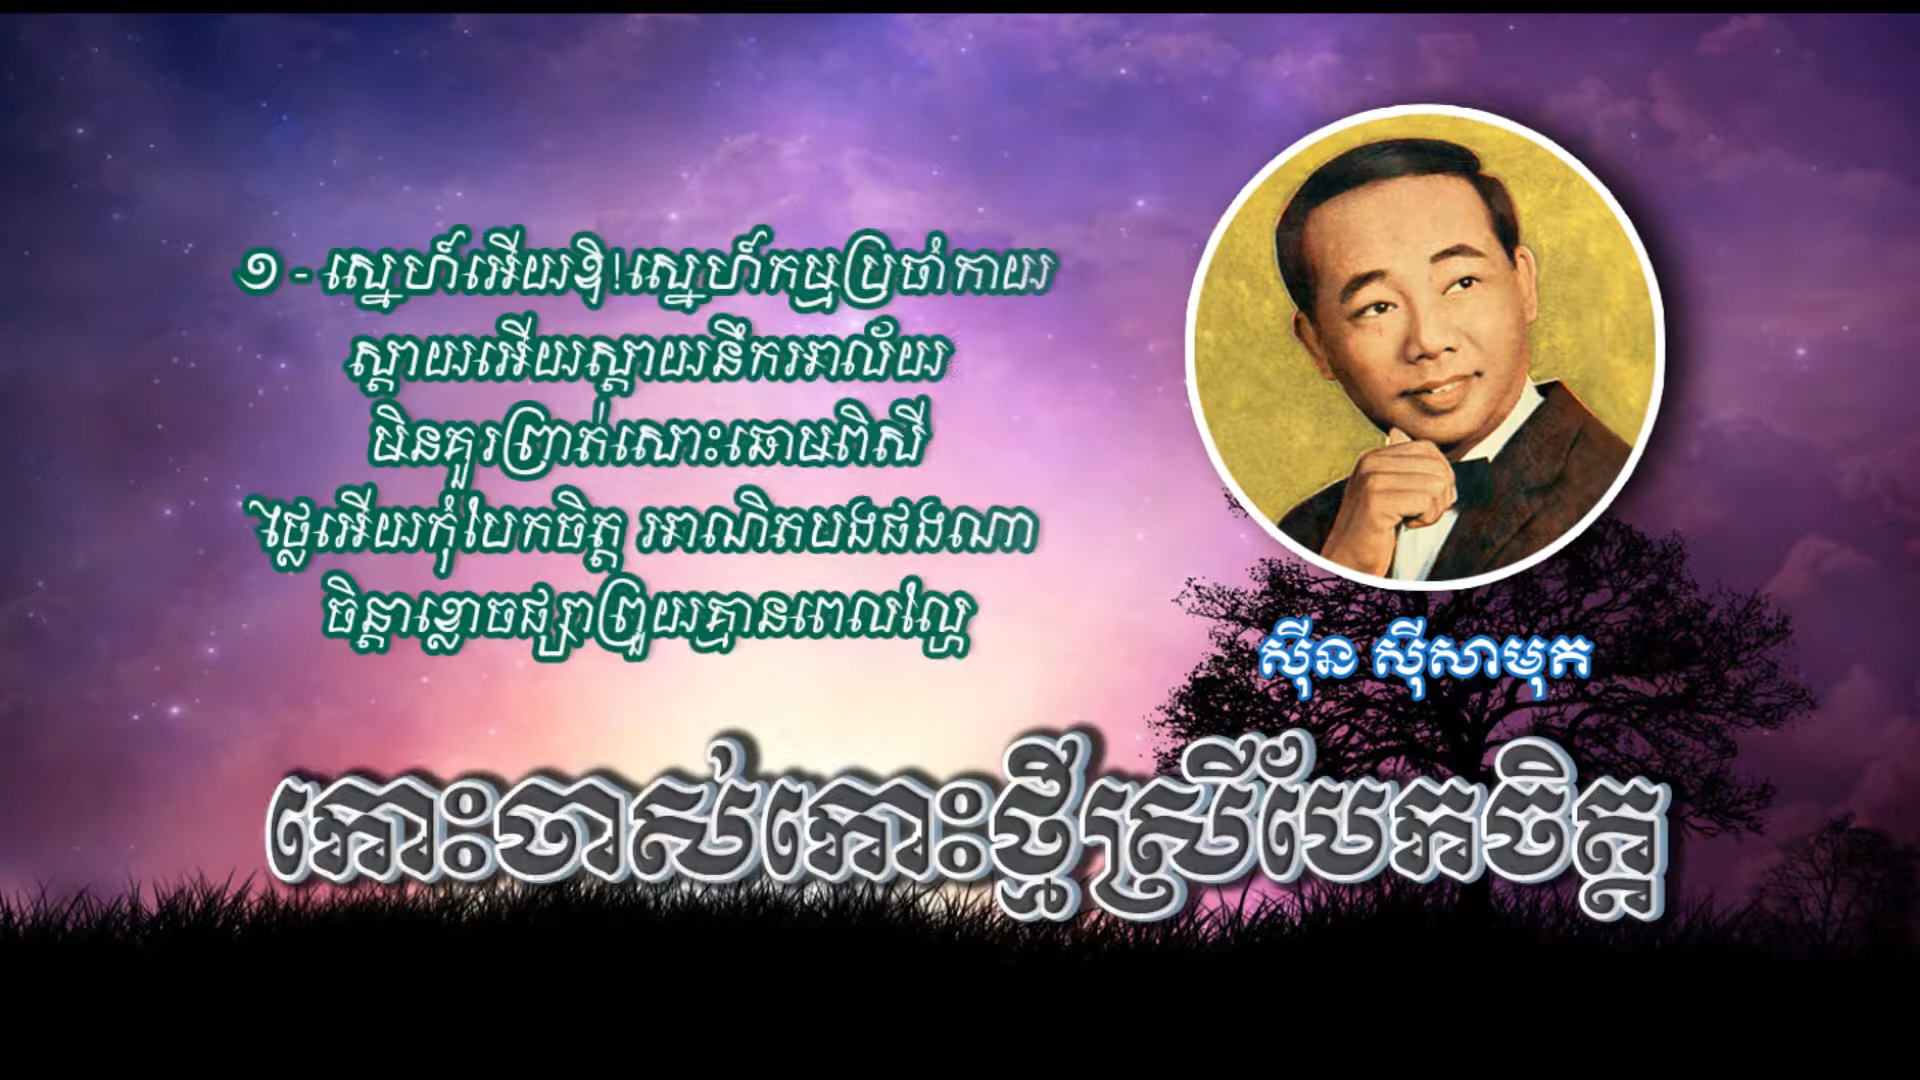 ១ - ស្នេហ៍អើយឱ!ស្នេហ៍កម្មប្រចាំកាយ
ស្ដាយអើយស្ដាយនឹកអាល័យ
មិនគួរព្រាត់សោះឆោមពិសី
ថ្លៃអើយកុំបែកចិត្ត អាណិតបងផងណា
ចិន្តាខ្លោចផ្សាព្រួយគ្មានពេលល្ហែ
ស៊ីន ស៊ីសាមុត
កោះចាស់កោះថ្មីស្រីបែកចិត្ត